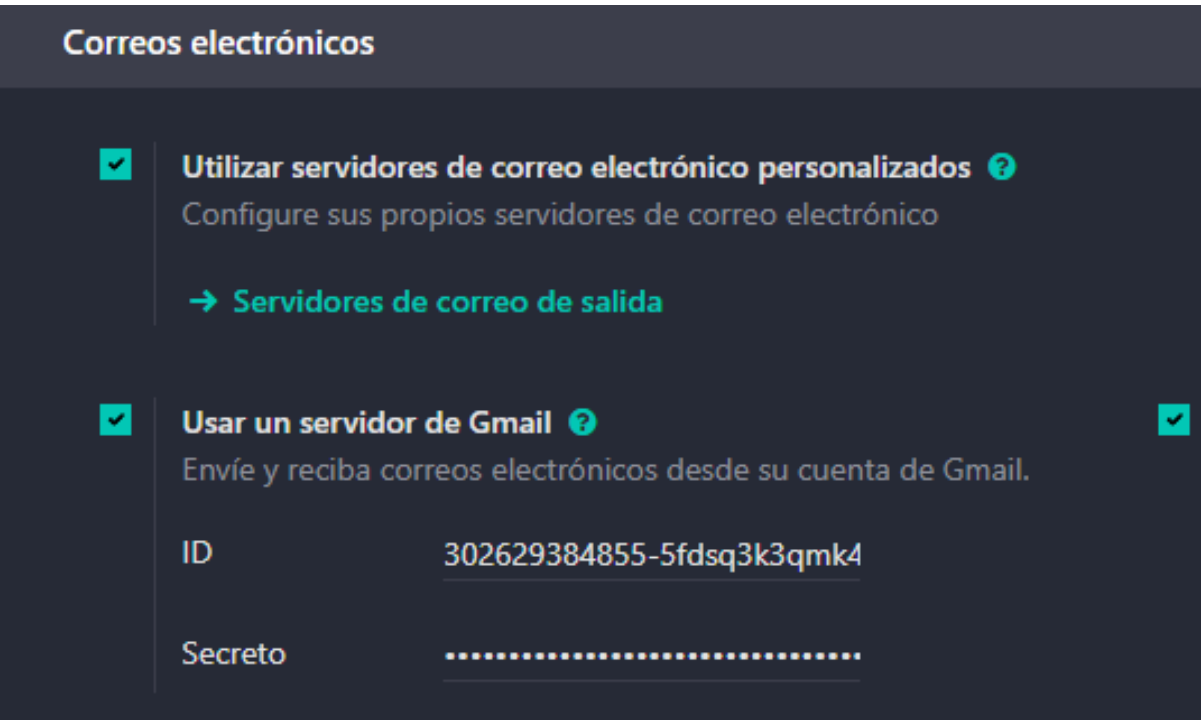 Correos electrónicos
Utilizar servidores de correo electrónico personalizados ?
Configure sus propios servidores de correo electrónico
→ Servidores de correo de salida
Usar un servidor de Gmail ?
Envíe y reciba correos electrónicos desde su cuenta de Gmail.
ID 302629384855-5fdsq3k3qmk4
Secreto ••••••••••••••••••••••••••••••••